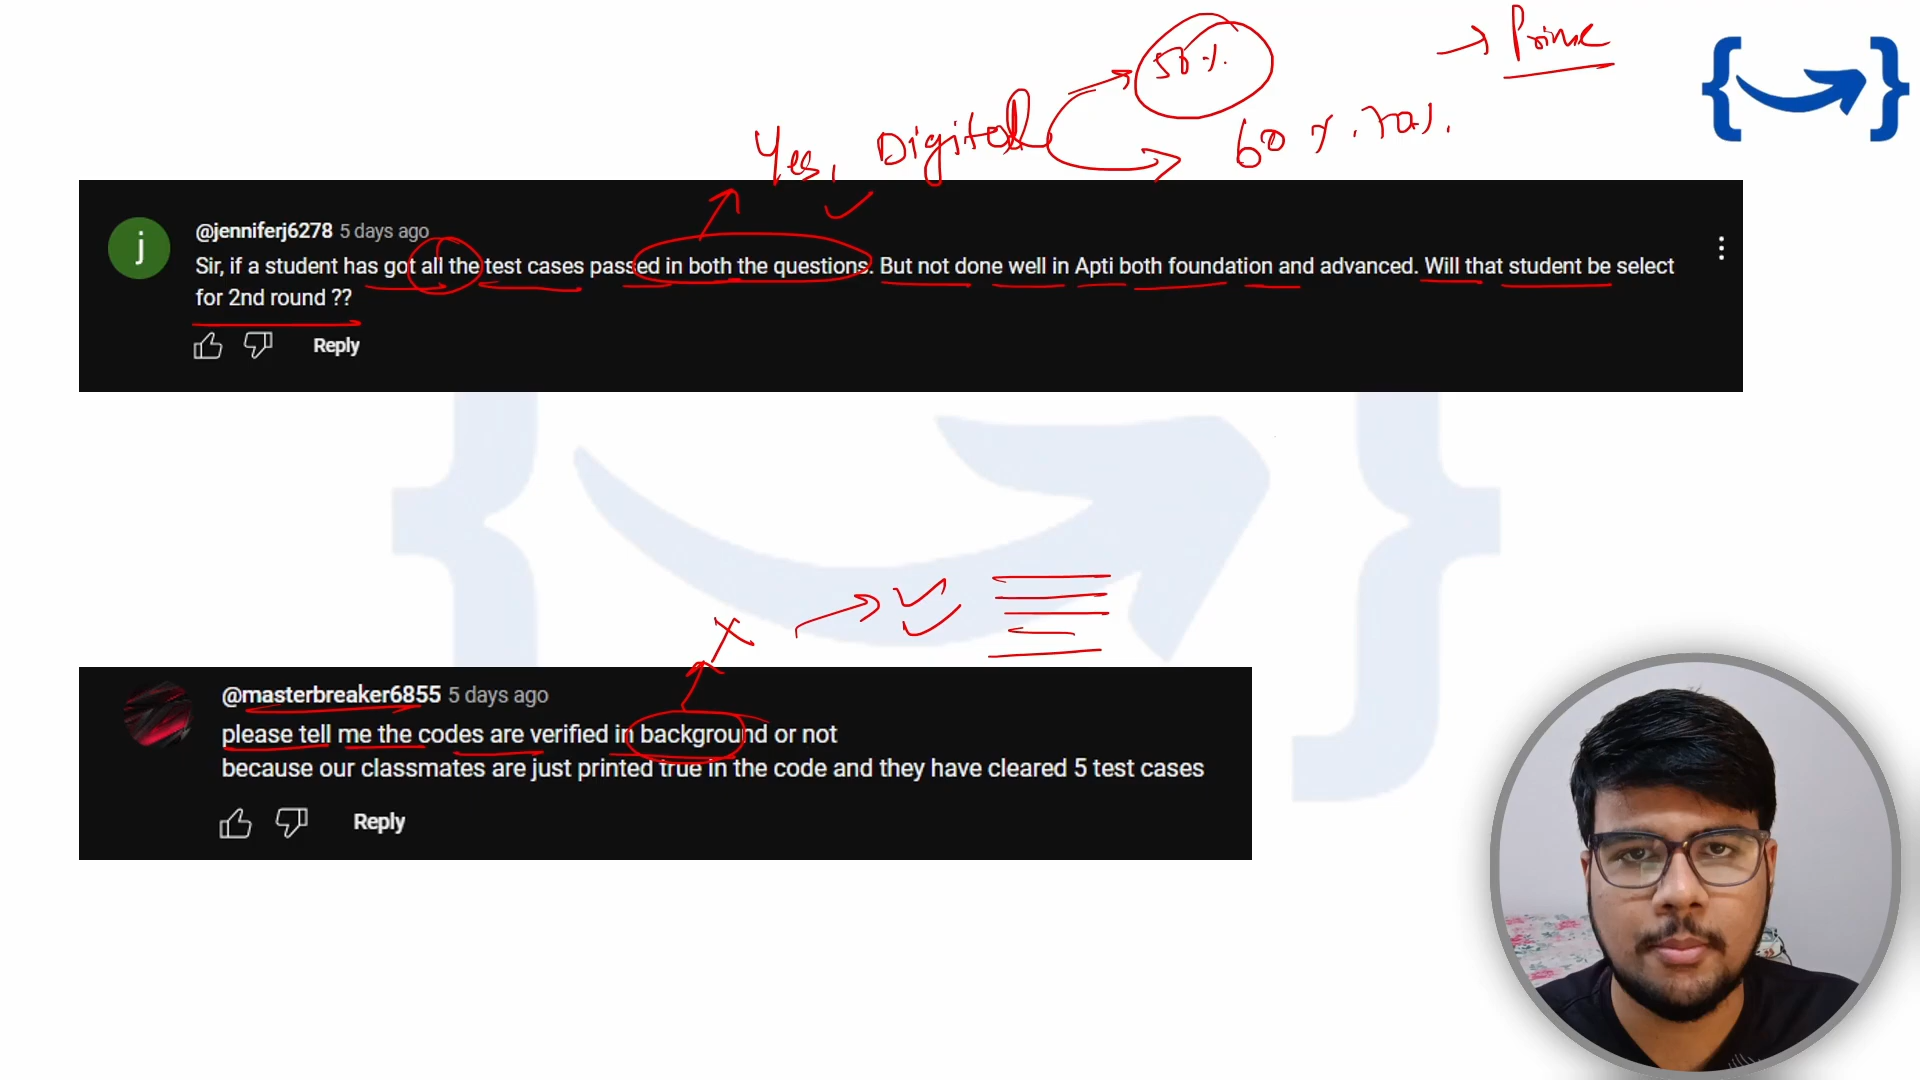 → Prime
50%
Yes, Digital
60%. 70%.
j
@jenniferj6278 5 days ago
Sir, if a student has got all the test cases passed in both the questions. But not done well in Apti both foundation and advanced. Will that student be select
for 2nd round ??
Reply
@masterbreaker6855 5 days ago
please tell me the codes are verified in background or not
because our classmates are just printed true in the code and they have cleared 5 test cases
Reply